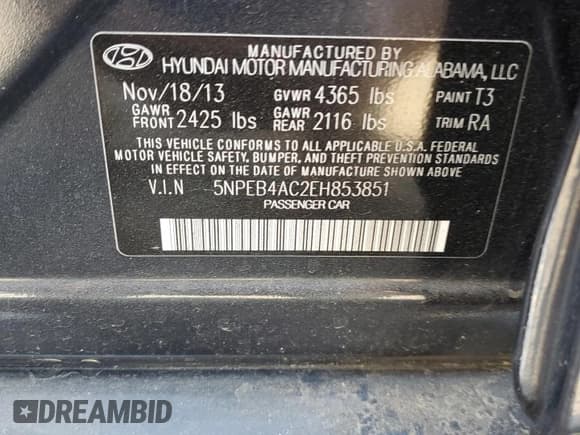 MANUFACTURED BY
HYUNDAI MOTOR MANUFACTURING ALABAMA, LLC
Nov/18/13 GVWR 4365 lbs PAINT T3
GAWR FRONT 2425 lbs GAWR REAR 2116 lbs TRIM RA
THIS VEHICLE CONFORMS TO ALL APPLICABLE U.S.A. FEDERAL
MOTOR VEHICLE SAFETY, BUMPER, AND THEFT PREVENTION
STANDARDS IN EFFECT ON THE DATE OF MANUFACTURE SHOWN ABOVE
V.I.N 5NPEB4AC2EH853851
PASSENGER CAR
DREAMBID